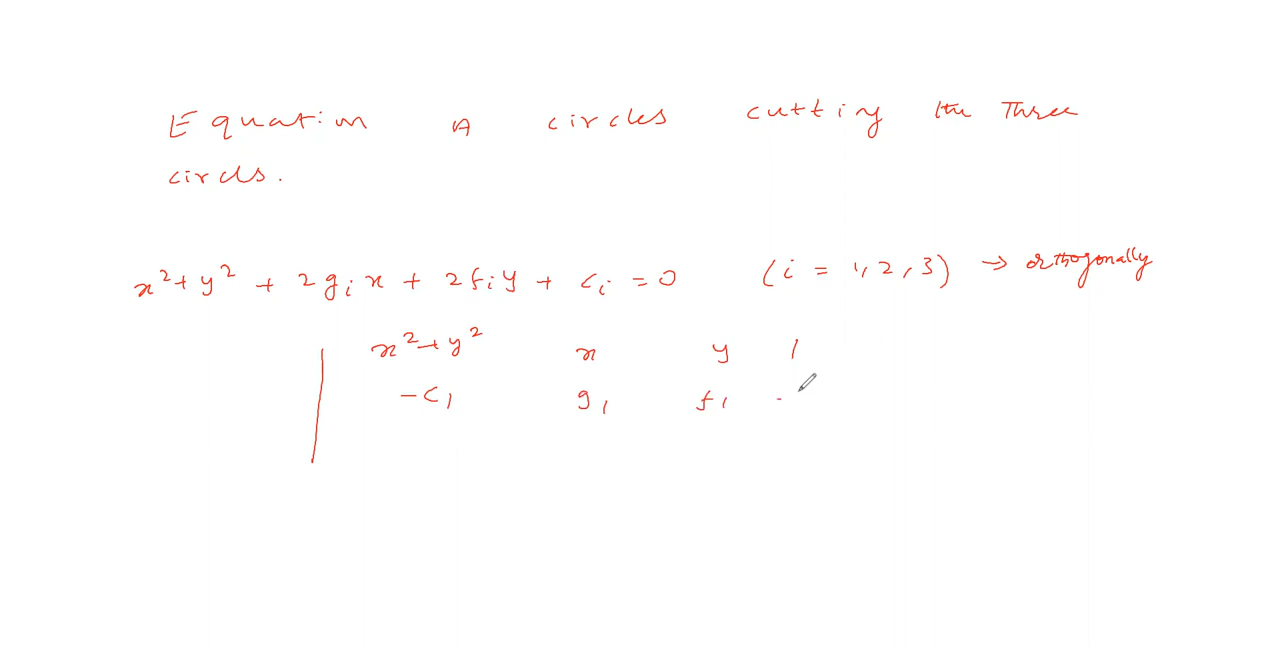 Equation of circles cutting the three
circls.
x²+y² + 2gᵢx + 2fᵢy + cᵢ = 0 (i = 1,2,3) → orthogonally
x²+y² x y 1
-c₁ g₁ f₁ -